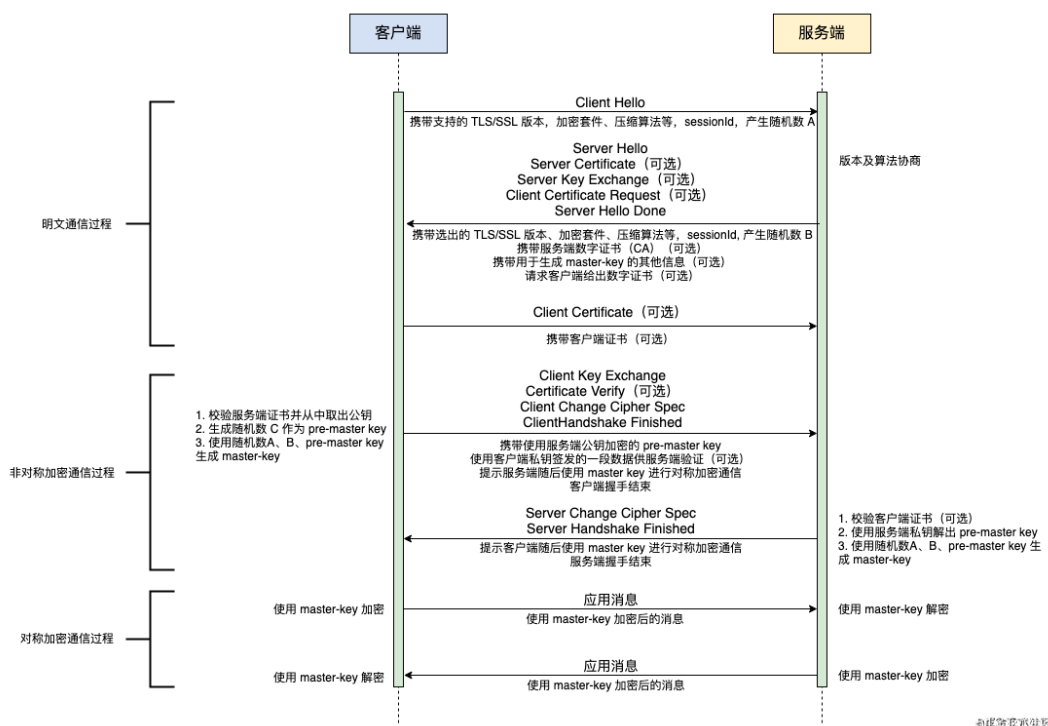 客户端
服务端
Client Hello
携带支持的 TLS/SSL 版本，加密套件、压缩算法等，sessionId，产生随机数 A
版本及算法协商
Server Hello
Server Certificate（可选）
Server Key Exchange（可选）
Client Certificate Request（可选）
Server Hello Done
携带选出的 TLS/SSL 版本、加密套件、压缩算法等，sessionId, 产生随机数 B
携带服务端数字证书（CA）（可选）
携带用于生成 master-key 的其他信息（可选）
请求客户端给出数字证书（可选）
明文通信过程
Client Certificate（可选）
携带客户端证书（可选）
Client Key Exchange
Certificate Verify（可选）
Client Change Cipher Spec
ClientHandshake Finished
1. 校验服务端证书并从中取出公钥
2. 生成随机数 C 作为 pre-master key
3. 使用随机数A、B、pre-master key
生成 master-key
携带使用服务端公钥加密的 pre-master key
使用客户端私钥签发的一段数据供服务端验证（可选）
提示服务端随后使用 master key 进行对称加密通信
客户端握手结束
非对称加密通信过程
Server Change Cipher Spec
Server Handshake Finished
提示客户端随后使用 master key 进行对称加密通信
服务端握手结束
1. 校验客户端证书（可选）
2. 使用服务端私钥解出 pre-master key
3. 使用随机数A、B、pre-master key 生
成 master-key
使用 master-key 加密
应用消息
使用 master-key 加密后的消息
使用 master-key 解密
对称加密通信过程
使用 master-key 解密
应用消息
使用 master-key 加密后的消息
使用 master-key 加密